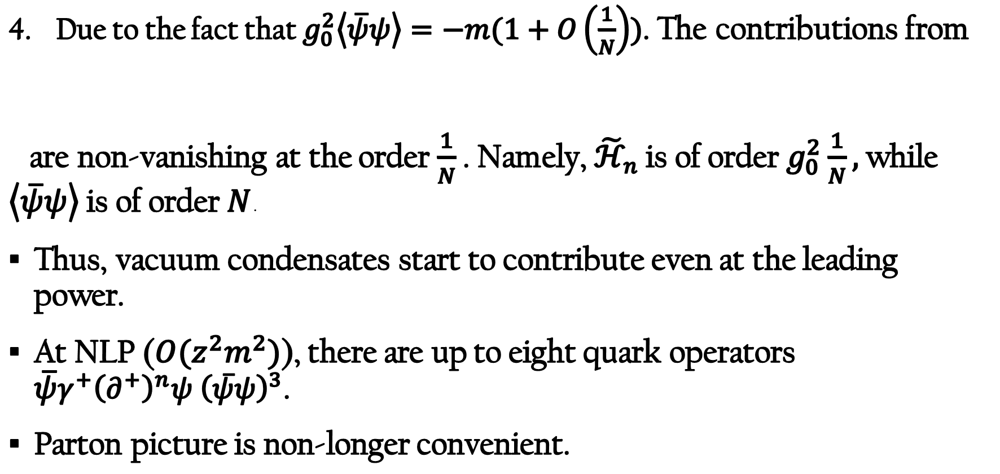 4. Due to the fact that $g_0^2\langle\bar{\psi}\psi\rangle = -m(1 + O\left(\frac{1}{N}\right))$. The contributions from
are non-vanishing at the order $\frac{1}{N}$. Namely, $\widetilde{\mathcal{H}}_n$ is of order $g_0^2\frac{1}{N}$, while
$\langle\bar{\psi}\psi\rangle$ is of order $N$.
▪ Thus, vacuum condensates start to contribute even at the leading
power.
▪ At NLP ($O(z^2m^2)$), there are up to eight quark operators
$\bar{\psi}\gamma^+(\partial^+)^n\psi\,(\bar{\psi}\psi)^3$.
▪ Parton picture is non-longer convenient.